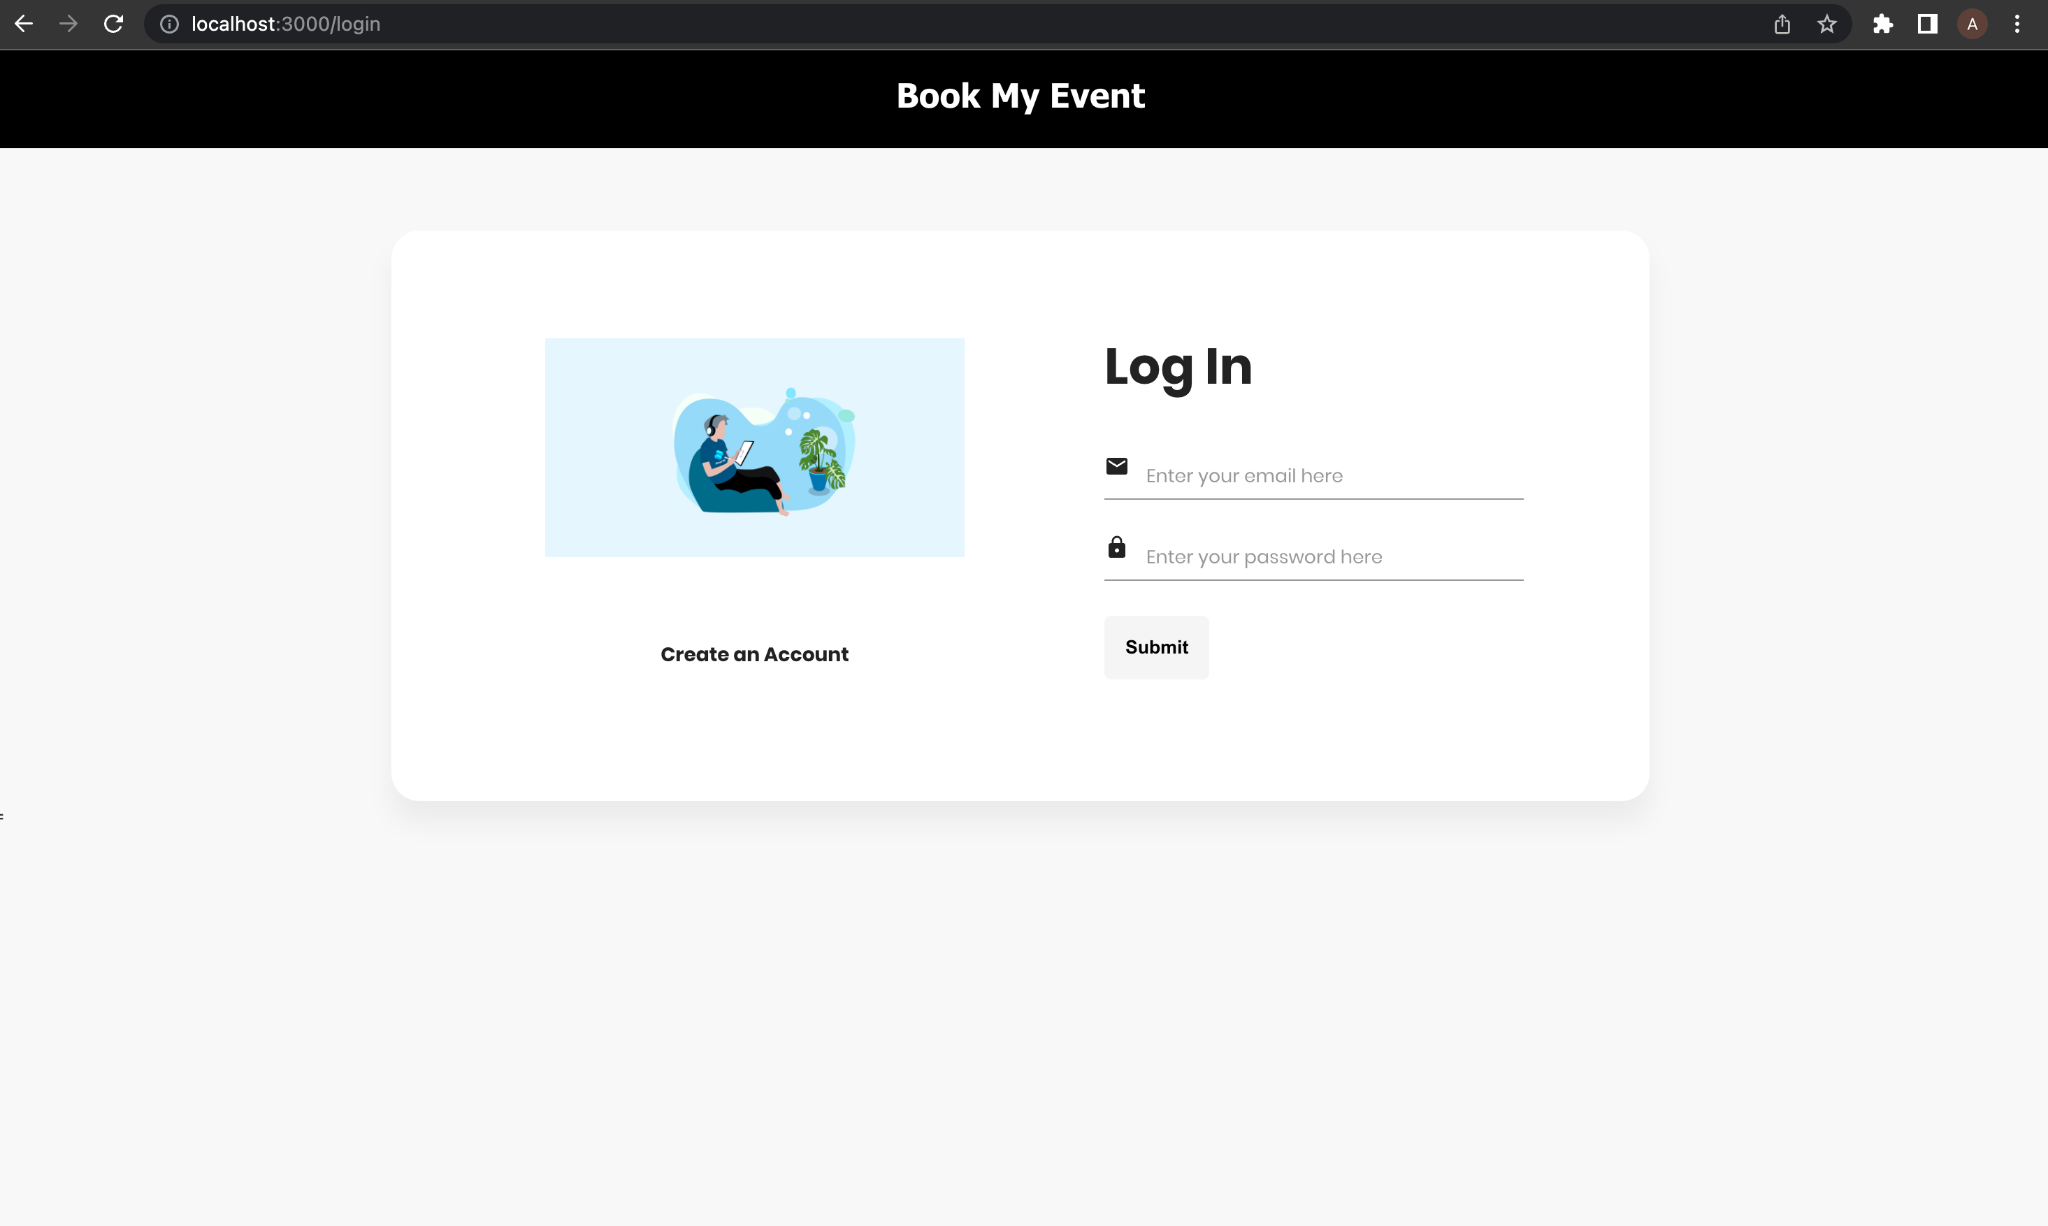 localhost:3000/login
A
Book My Event
Log In
Enter your email here
Enter your password here
Submit
Create an Account
=